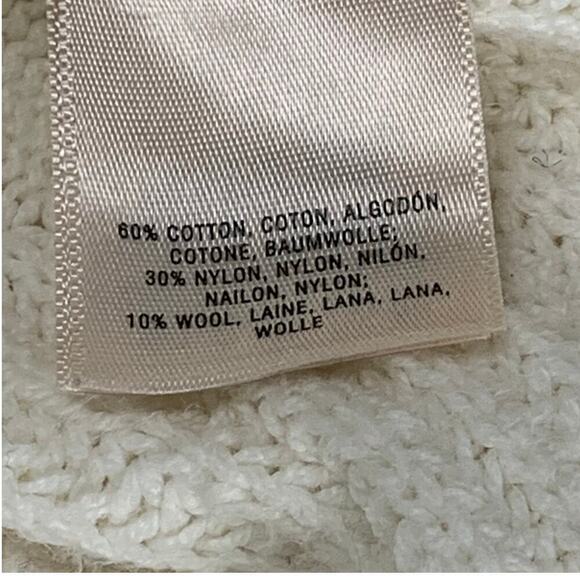 60% COTTON, COTON, ALGODÓN,
COTONE, BAUMWOLLE;
30% NYLON, NYLON, NILÓN,
NAILON, NYLON;
10% WOOL, LAINE, LANA, LANA,
WOLLE